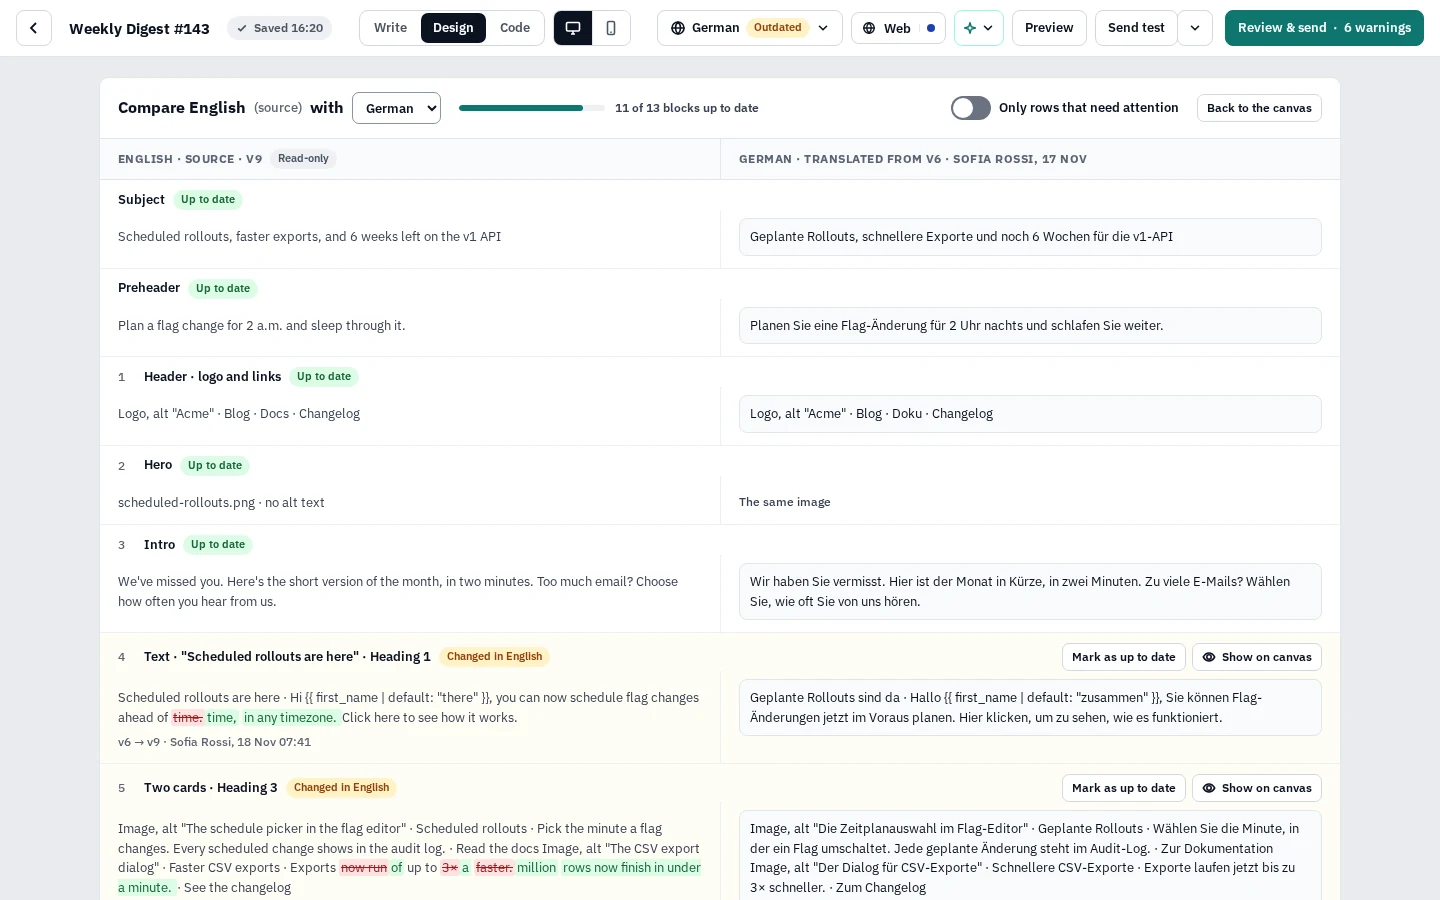 Weekly Digest #143
Saved 16:20
Write
Design
Code
German
Outdated
Web
Preview
Send test
Review & send · 6 warnings
Compare English (source) with
German
11 of 13 blocks up to date
Only rows that need attention
Back to the canvas
ENGLISH · SOURCE · V9
Read-only
GERMAN · TRANSLATED FROM V6 · SOFIA ROSSI, 17 NOV
Subject
Up to date
Scheduled rollouts, faster exports, and 6 weeks left on the v1 API
Geplante Rollouts, schnellere Exporte und noch 6 Wochen für die v1-API
Preheader
Up to date
Plan a flag change for 2 a.m. and sleep through it.
Planen Sie eine Flag-Änderung für 2 Uhr nachts und schlafen Sie weiter.
1 Header · logo and links
Up to date
Logo, alt "Acme" · Blog · Docs · Changelog
Logo, alt "Acme" · Blog · Doku · Changelog
2 Hero
Up to date
scheduled-rollouts.png · no alt text
The same image
3 Intro
Up to date
We've missed you. Here's the short version of the month, in two minutes. Too much email? Choose
how often you hear from us.
Wir haben Sie vermisst. Hier ist der Monat in Kürze, in zwei Minuten. Zu viele E-Mails? Wählen
Sie, wie oft Sie von uns hören.
4 Text · "Scheduled rollouts are here" · Heading 1
Changed in English
Mark as up to date
Show on canvas
Scheduled rollouts are here · Hi {{ first_name | default: "there" }}, you can now schedule flag changes
ahead of time. time, in any timezone. Click here to see how it works.
v6 → v9 · Sofia Rossi, 18 Nov 07:41
Geplante Rollouts sind da · Hallo {{ first_name | default: "zusammen" }}, Sie können Flag-
Änderungen jetzt im Voraus planen. Hier klicken, um zu sehen, wie es funktioniert.
5 Two cards · Heading 3
Changed in English
Mark as up to date
Show on canvas
Image, alt "The schedule picker in the flag editor" · Scheduled rollouts · Pick the minute a flag
changes. Every scheduled change shows in the audit log. · Read the docs Image, alt "The CSV export
dialog" · Faster CSV exports · Exports now run of up to 3× a faster. million rows now finish in under
a minute. · See the changelog
Image, alt "Die Zeitplanauswahl im Flag-Editor" · Geplante Rollouts · Wählen Sie die Minute, in
der ein Flag umschaltet. Jede geplante Änderung steht im Audit-Log. · Zur Dokumentation
Image, alt "Der Dialog für CSV-Exporte" · Schnellere CSV-Exporte · Exporte laufen jetzt bis zu
3× schneller. · Zum Changelog